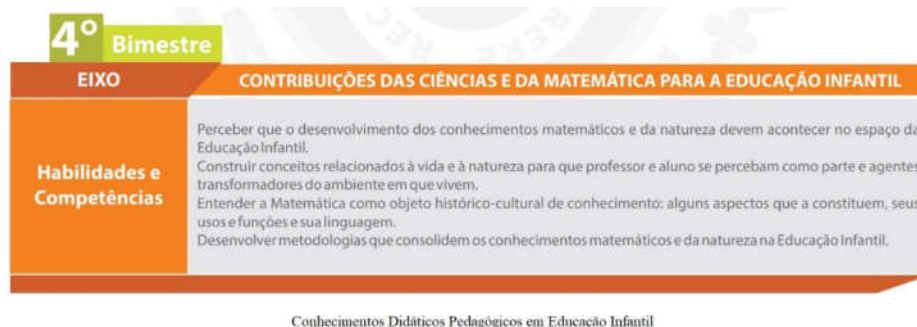 4º Bimestre
EIXO
CONTRIBUIÇÕES DAS CIÊNCIAS E DA MATEMÁTICA PARA A EDUCAÇÃO INFANTIL
Habilidades e
Competências
Perceber que o desenvolvimento dos conhecimentos matemáticos e da natureza devem acontecer no espaço da
Educação Infantil.
Construir conceitos relacionados à vida e à natureza para que professor e aluno se percebam como parte e agentes
transformadores do ambiente em que vivem.
Entender a Matemática como objeto histórico-cultural de conhecimento: alguns aspectos que a constituem, seus
usos e funções e sua linguagem.
Desenvolver metodologias que consolidem os conhecimentos matemáticos e da natureza na Educação Infantil.
Conhecimentos Didáticos Pedagógicos em Educação Infantil